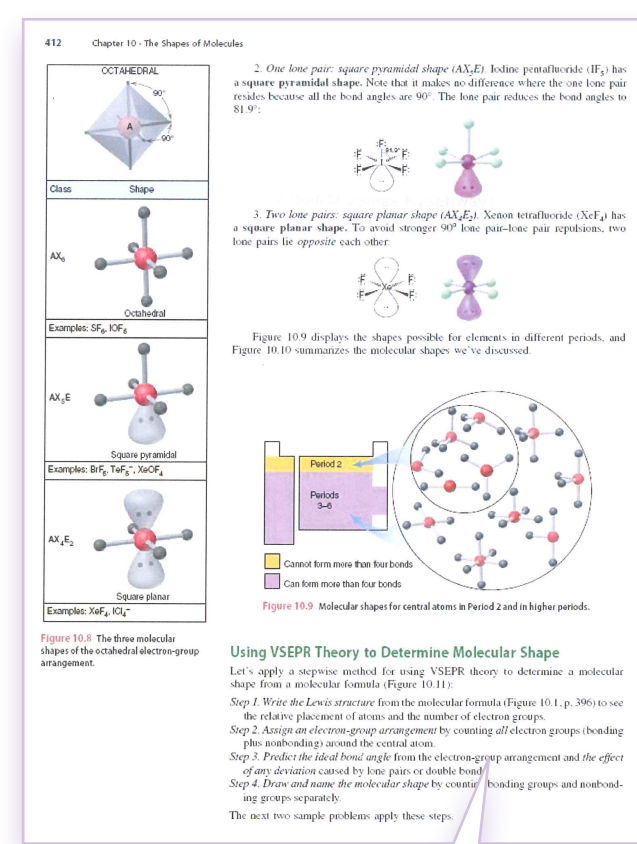 412 Chapter 10 - The Shapes of Molecules
OCTAHEDRAL
90°
A
90°
Class Shape
AX₆
Octahedral
Examples: SF₆, IOF₅
AX₅E
Square pyramidal
Examples: BrF₅, TeF₅⁻, XeOF₄
AX₄E₂
Square planar
Examples: XeF₄, ICl₄⁻
Figure 10.8 The three molecular
shapes of the octahedral electron-group
arrangement.
2. One lone pair: square pyramidal shape (AX₅E). Iodine pentafluoride (IF₅) has
a square pyramidal shape. Note that it makes no difference where the one lone pair
resides because all the bond angles are 90°. The lone pair reduces the bond angles to
81.9°:
F
F 81.9° F
I
F F
3. Two lone pairs: square planar shape (AX₄E₂). Xenon tetrafluoride (XeF₄) has
a square planar shape. To avoid stronger 90° lone pair–lone pair repulsions, two
lone pairs lie opposite each other:
F F
Xe
F F
Figure 10.9 displays the shapes possible for elements in different periods, and
Figure 10.10 summarizes the molecular shapes we've discussed.
Period 2
Periods
3–6
Cannot form more than four bonds
Can form more than four bonds
Figure 10.9 Molecular shapes for central atoms in Period 2 and in higher periods.
Using VSEPR Theory to Determine Molecular Shape
Let's apply a stepwise method for using VSEPR theory to determine a molecular
shape from a molecular formula (Figure 10.11):
Step 1. Write the Lewis structure from the molecular formula (Figure 10.1, p. 396) to see
the relative placement of atoms and the number of electron groups.
Step 2. Assign an electron-group arrangement by counting all electron groups (bonding
plus nonbonding) around the central atom.
Step 3. Predict the ideal bond angle from the electron-group arrangement and the effect
of any deviation caused by lone pairs or double bond
Step 4. Draw and name the molecular shape by counting bonding groups and nonbond-
ing groups separately.
The next two sample problems apply these steps.